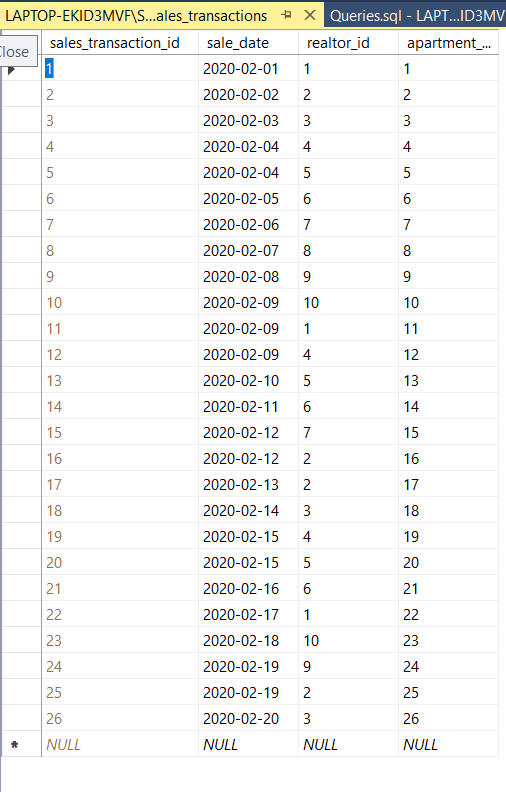 LAPTOP-EKID3MVF\S...ales_transactions Queries.sql - LAPT...ID3MV
Close
sales_transaction_id sale_date realtor_id apartment_...
1 2020-02-01 1 1
2 2020-02-02 2 2
3 2020-02-03 3 3
4 2020-02-04 4 4
5 2020-02-04 5 5
6 2020-02-05 6 6
7 2020-02-06 7 7
8 2020-02-07 8 8
9 2020-02-08 9 9
10 2020-02-09 10 10
11 2020-02-09 1 11
12 2020-02-09 4 12
13 2020-02-10 5 13
14 2020-02-11 6 14
15 2020-02-12 7 15
16 2020-02-12 2 16
17 2020-02-13 2 17
18 2020-02-14 3 18
19 2020-02-15 4 19
20 2020-02-15 5 20
21 2020-02-16 6 21
22 2020-02-17 1 22
23 2020-02-18 10 23
24 2020-02-19 9 24
25 2020-02-19 2 25
26 2020-02-20 3 26
NULL NULL NULL NULL